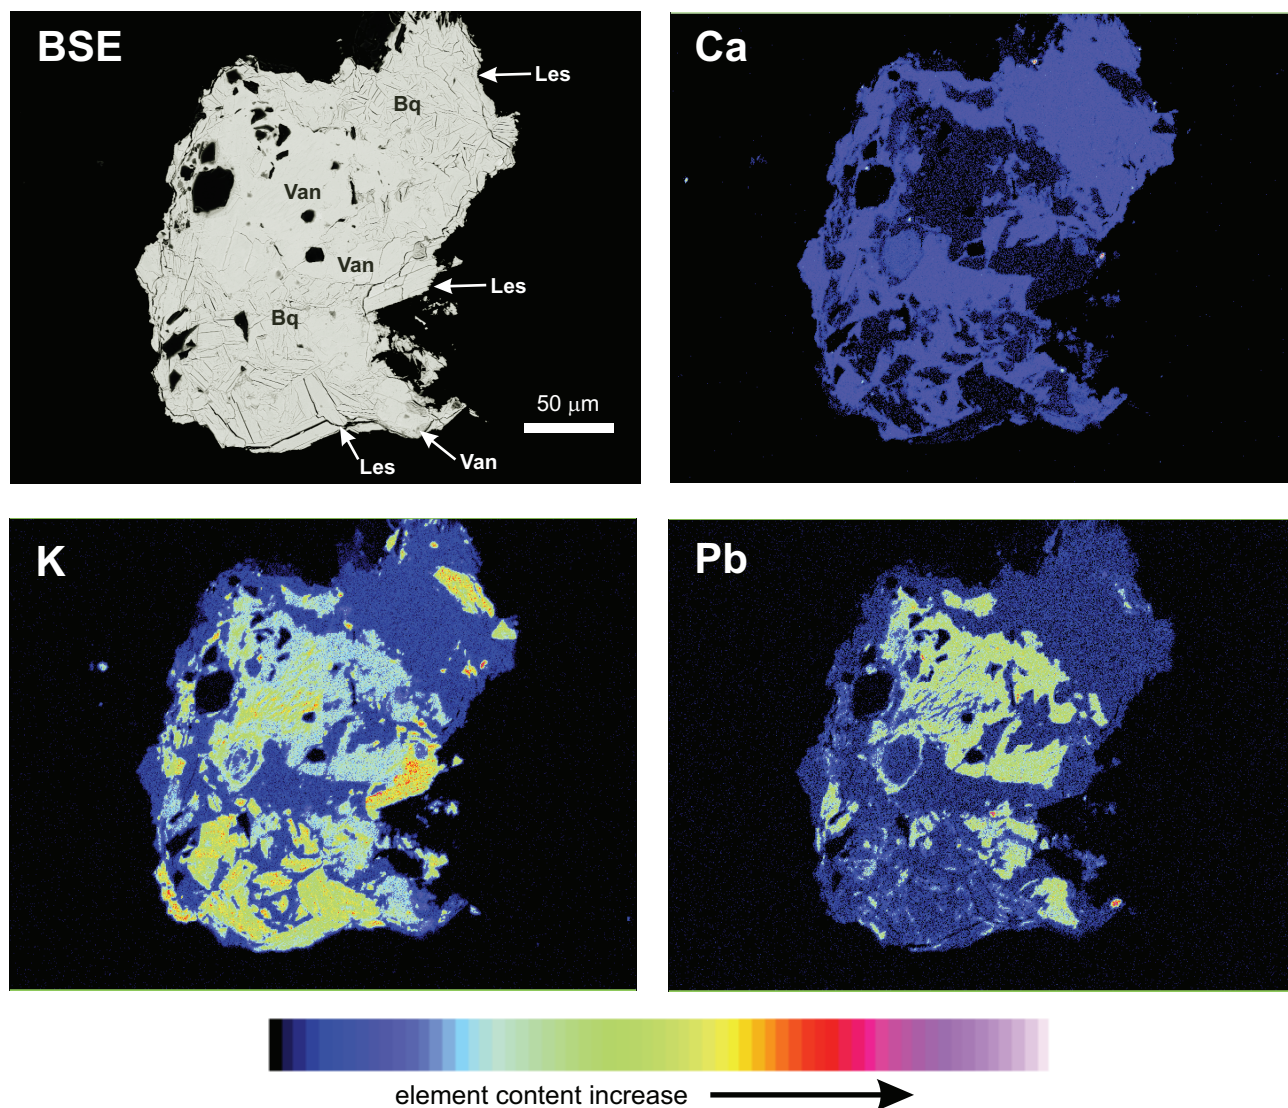 BSE
Les
Bq
Van
Van
Les
Bq
50 μm
Les
Van
Ca
K
Pb
element content increase